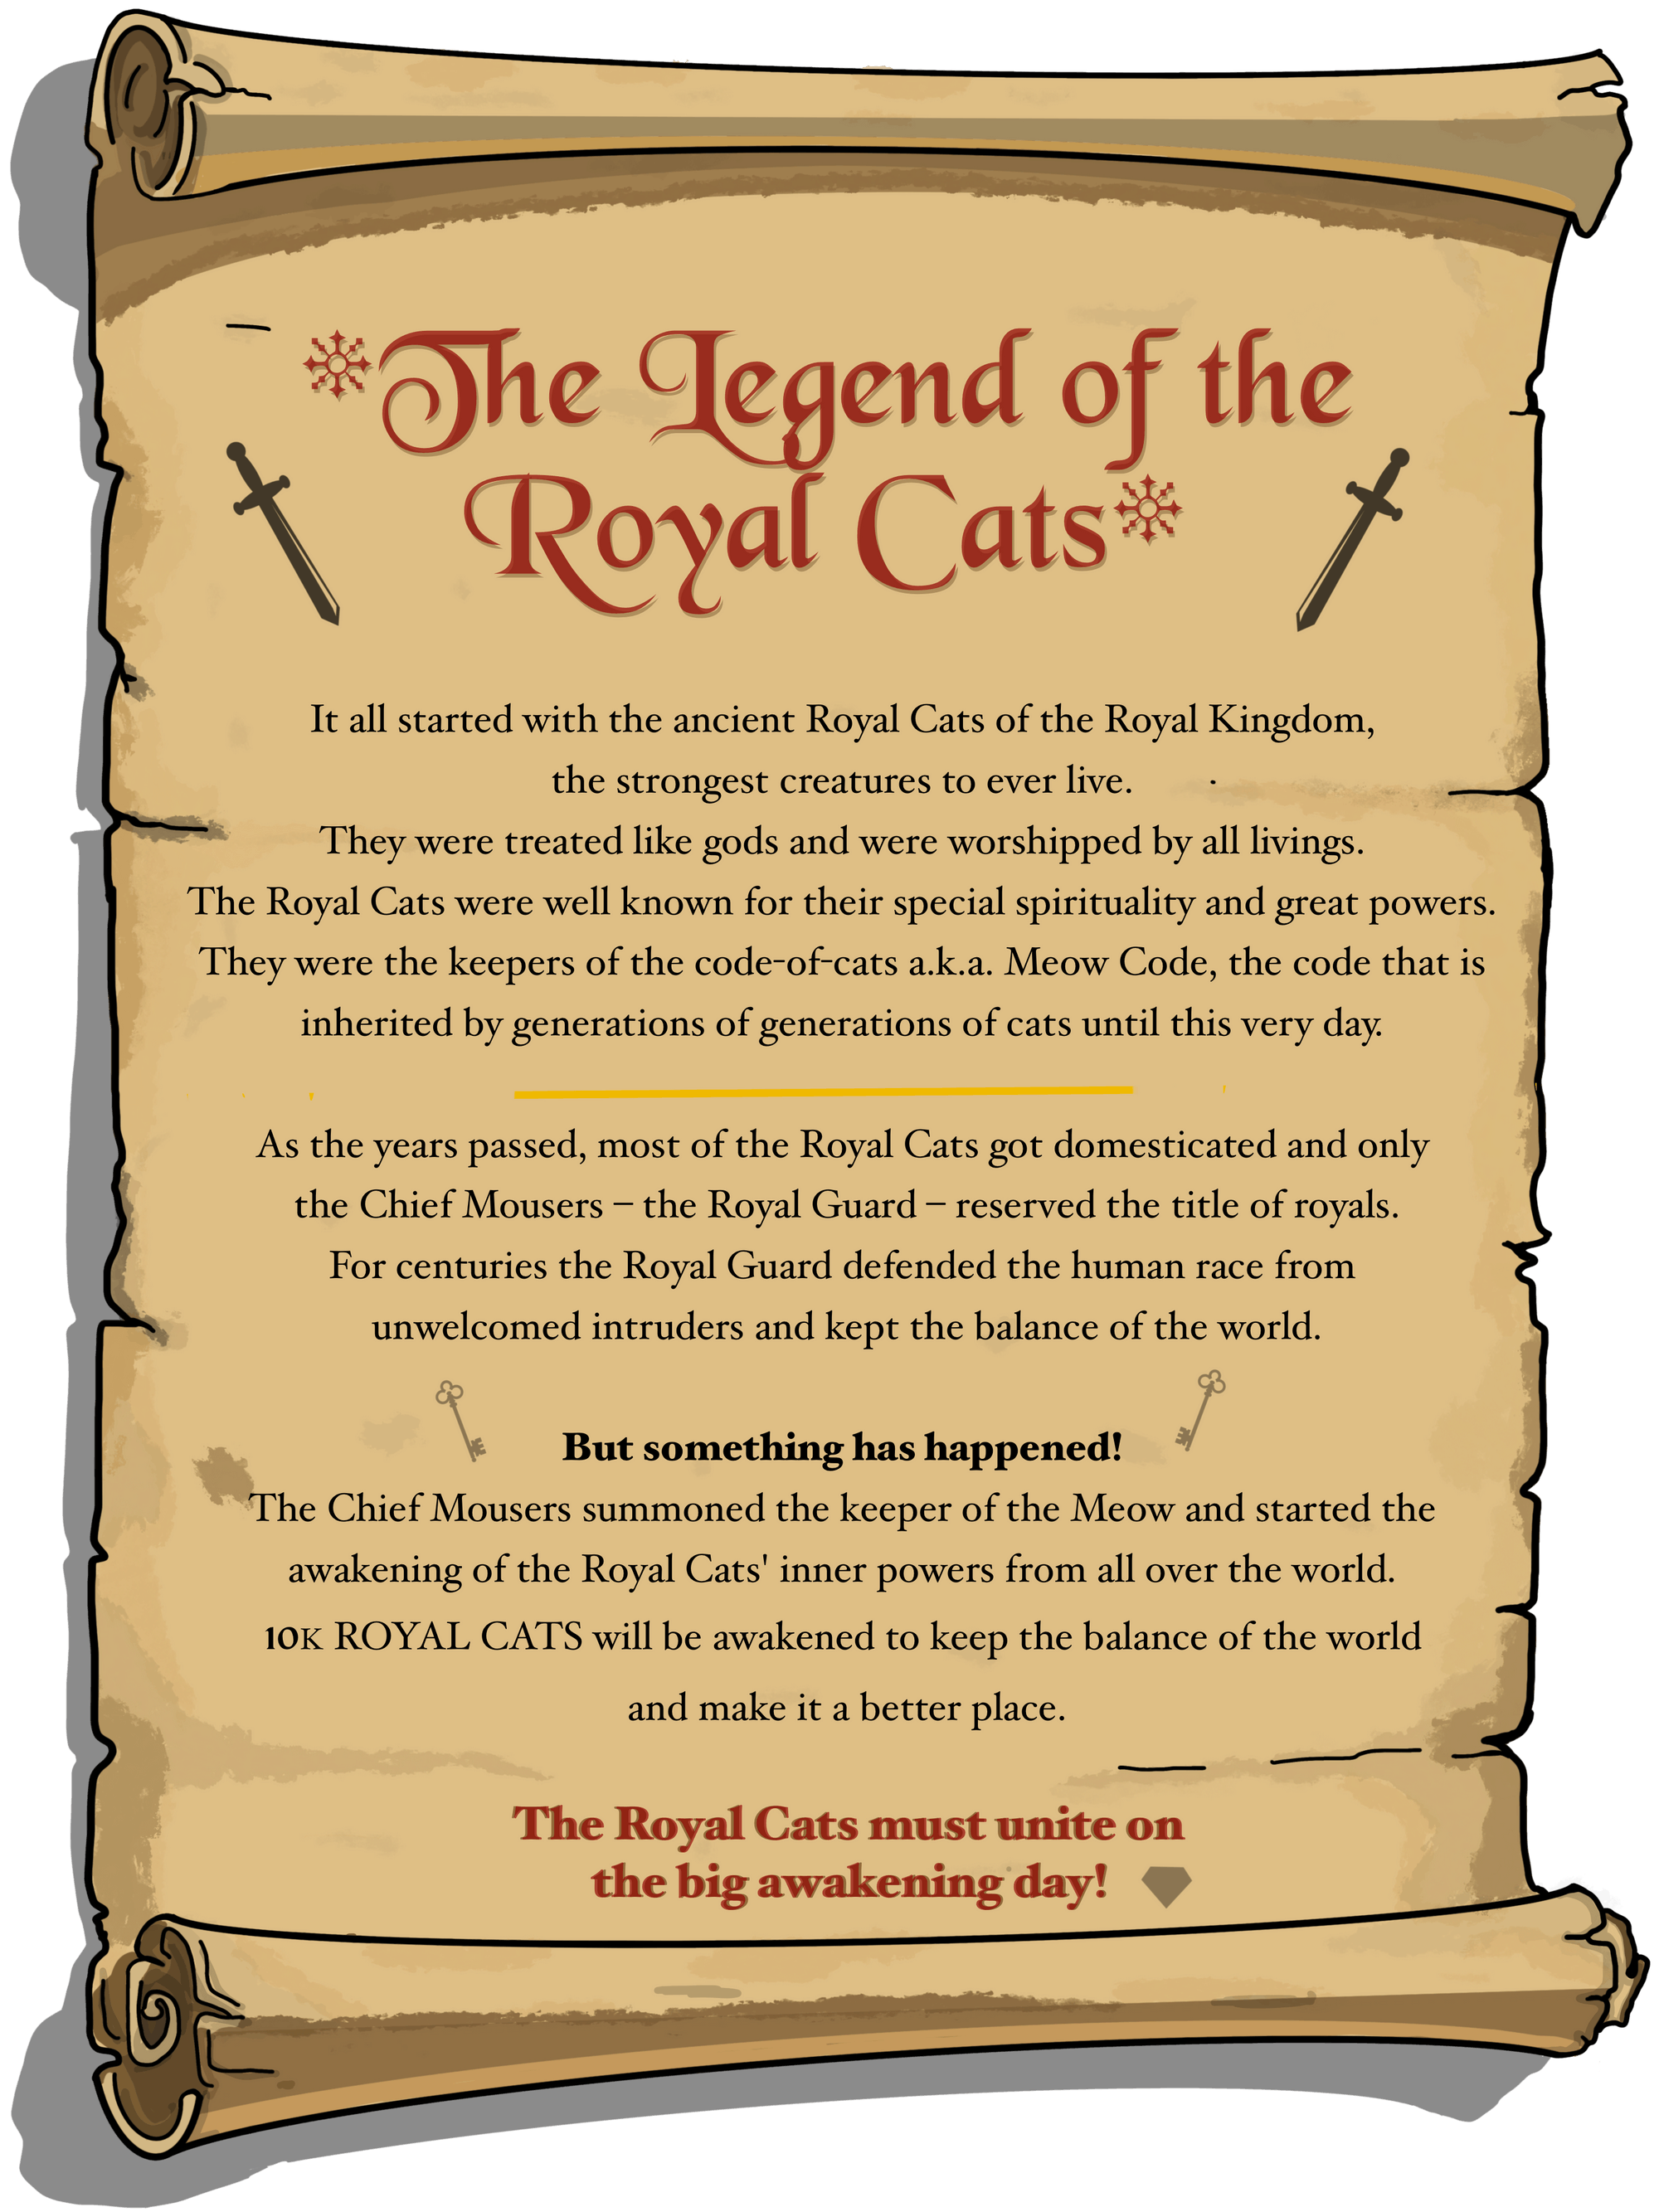 The Legend of the
Royal Cats
It all started with the ancient Royal Cats of the Royal Kingdom,
the strongest creatures to ever live.
They were treated like gods and were worshipped by all livings.
The Royal Cats were well known for their special spirituality and great powers.
They were the keepers of the code-of-cats a.k.a. Meow Code, the code that is
inherited by generations of generations of cats until this very day.
As the years passed, most of the Royal Cats got domesticated and only
the Chief Mousers – the Royal Guard – reserved the title of royals.
For centuries the Royal Guard defended the human race from
unwelcomed intruders and kept the balance of the world.
But something has happened!
The Chief Mousers summoned the keeper of the Meow and started the
awakening of the Royal Cats' inner powers from all over the world.
10K ROYAL CATS will be awakened to keep the balance of the world
and make it a better place.
The Royal Cats must unite on
the big awakening day!